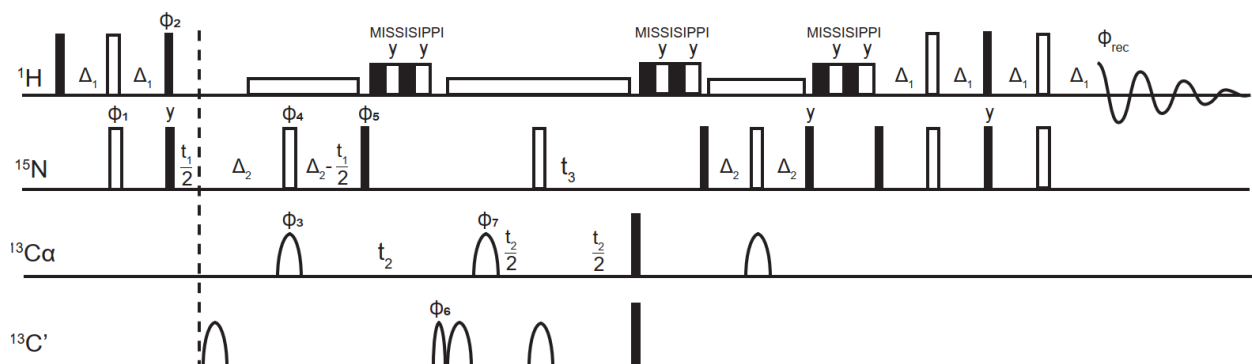 Φ₂
MISSISIPPI
y y
MISSISIPPI
y y
MISSISIPPI
y y
Φrec
¹H
Δ₁ Δ₁ Δ₁ Δ₁ Δ₁ Δ₁
Φ₁ y Φ₄ Φ₅ y y
¹⁵N
t₁/2 Δ₂ Δ₂-t₁/2 t₃ Δ₂ Δ₂
Φ₃ Φ₇
¹³Cα
t₂ t₂/2 t₂/2
Φ₆
¹³C’